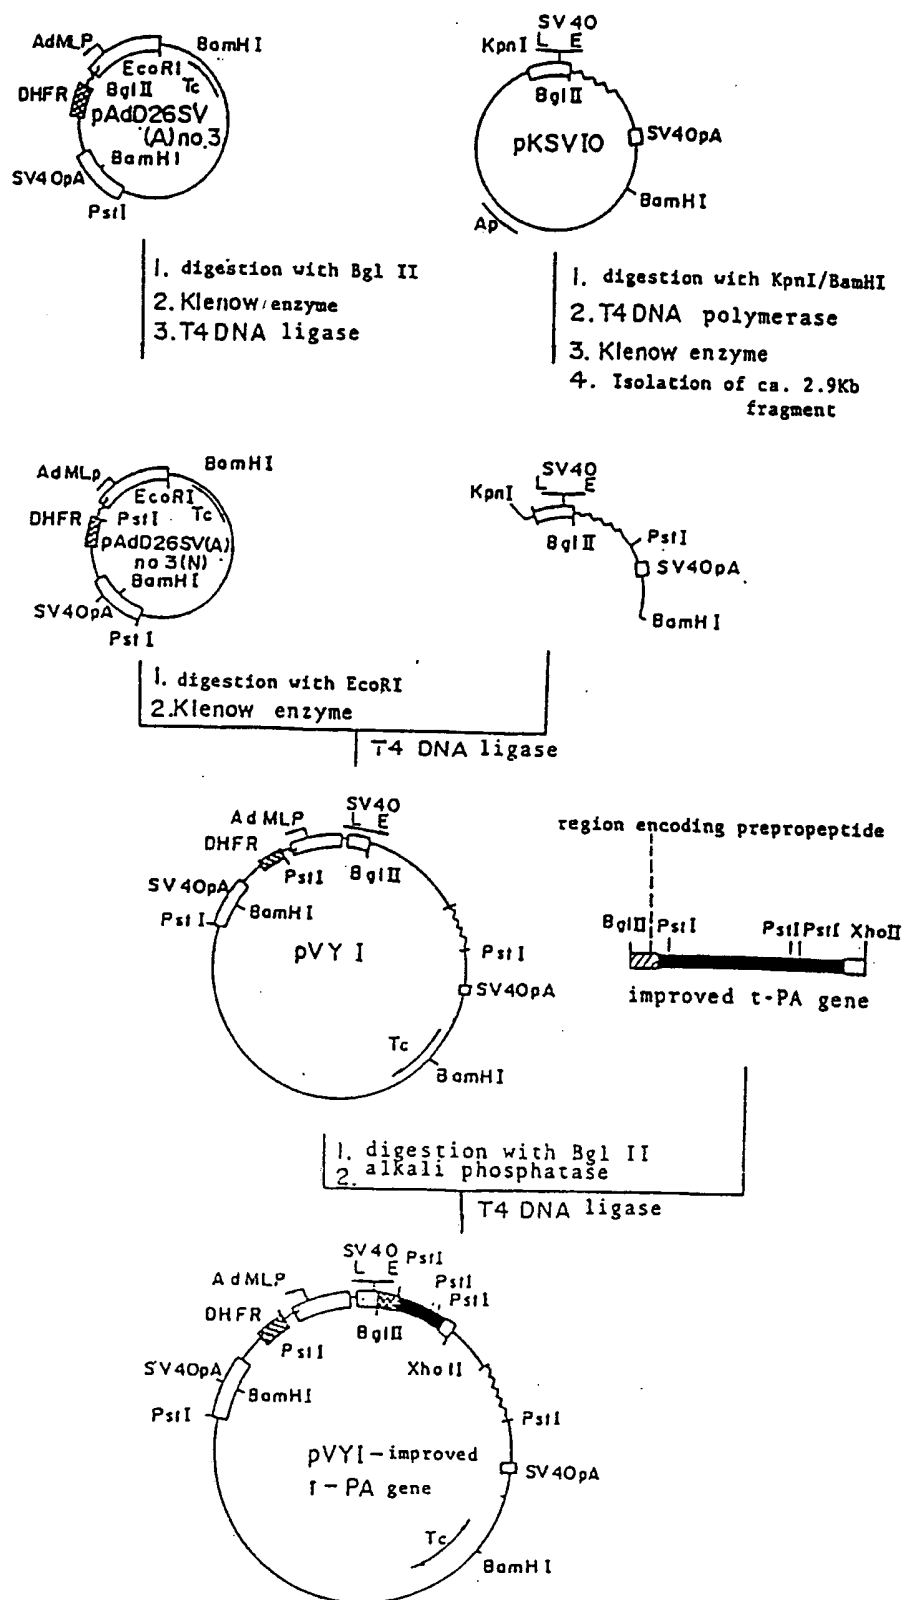 AdMLP
BamHI
EcoRI
DHFR
BglII
Tc
pAdD26SV
(A)no.3
BamHI
SV40pA
PstI
SV40
KpnI
L E
BglII
pKSV10
SV40pA
BamHI
Ap
1. digestion with Bgl II
2. Klenow enzyme
3. T4 DNA ligase
1. digestion with KpnI/BamHI
2. T4DNA polymerase
3. Klenow enzyme
4. Isolation of ca. 2.9Kb
fragment
AdMLp
BamHI
EcoRI
DHFR
PstI
Tc
pAdD26SV(A)
no 3(N)
BamHI
SV40pA
PstI
SV40
L E
KpnI
BglII
PstI
SV40pA
BamHI
1. digestion with EcoRI
2. Klenow enzyme
T4 DNA ligase
AdMLP
SV40
L E
DHFR
PstI
BglII
SV40pA
PstI
BamHI
pVY1
PstI
SV40pA
Tc
BamHI
region encoding prepropeptide
BglII PstI PstI PstI XhoII
improved t-PA gene
1. digestion with Bgl II
2. alkali phosphatase
T4 DNA ligase
SV40
L E
PstI
AdMLP
PstI
PstI
DHFR
PstI
BglII
XhoII
SV40pA
BamHI
PstI
PstI
pVY1-improved
t-PA gene
SV40pA
Tc
BamHI